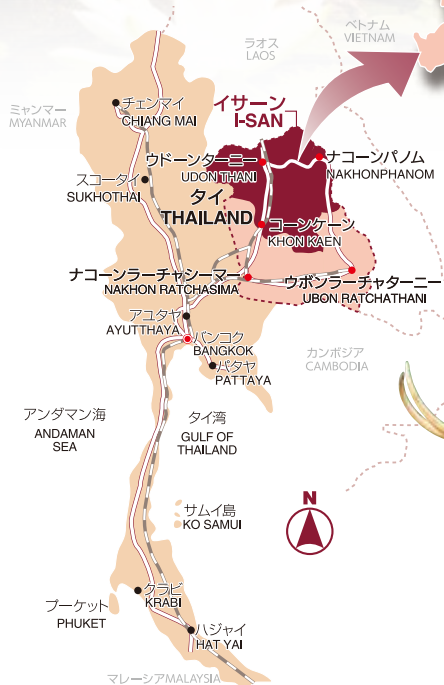 ベトナム
VIETNAM
ラオス
LAOS
ミャンマー
MYANMAR
チェンマイ
CHIANG MAI
イサーン
I-SAN
ウドーンターニー
UDON THANI
ナコーンパノム
NAKHONPHANOM
スコータイ
SUKHOTHAI
タイ
THAILAND
コーンケーン
KHON KAEN
ナコーンラーチャシーマー
NAKHON RATCHASIMA
ウボンラーチャターニー
UBON RATCHATHANI
アユタヤ
AYUTTHAYA
バンコク
BANGKOK
パタヤ
PATTAYA
カンボジア
CAMBODIA
アンダマン海
ANDAMAN
SEA
タイ湾
GULF OF
THAILAND
サムイ島
KO SAMUI
N
クラビ
KRABI
プーケット
PHUKET
ハジャイ
HAT YAI
マレーシアMALAYSIA